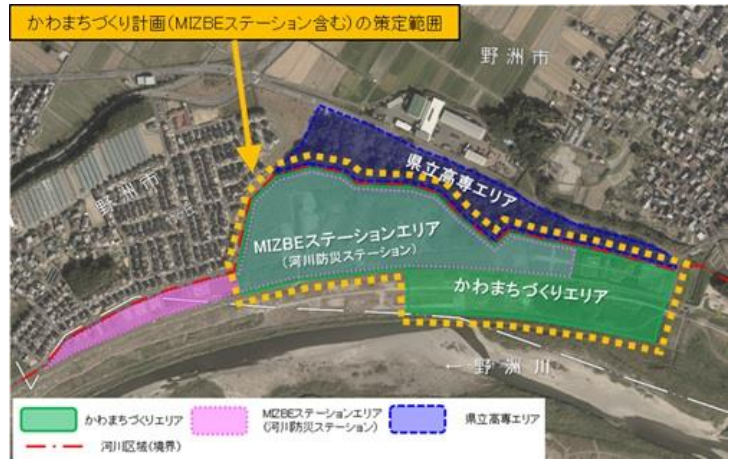 かわまちづくり計画(MIZBEステーション含む)の策定範囲
野洲市
野洲市
県立高専エリア
MIZBEステーションエリア
(河川防災ステーション)
かわまちづくりエリア
← 野洲川
かわまちづくりエリア
MIZBEステーションエリア
(河川防災ステーション)
県立高専エリア
河川区域(境界)